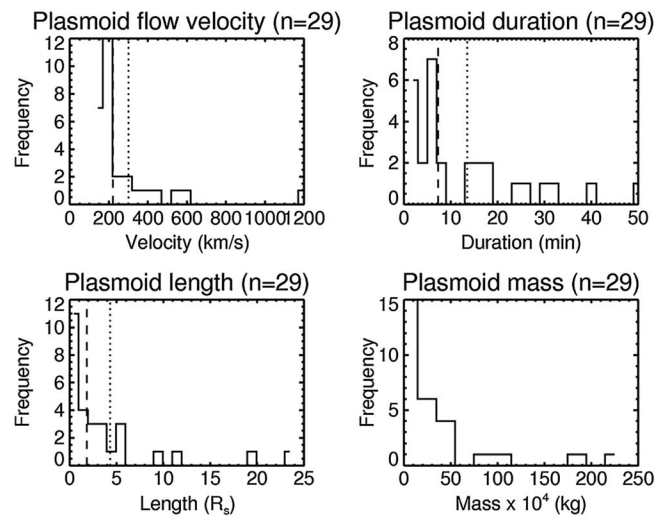 Plasmoid flow velocity (n=29)
12
10
8
6
4
2
0
Frequency
0 200 400 600 800 1000 1200
Velocity (km/s)
Plasmoid duration (n=29)
8
6
4
2
0
Frequency
0 10 20 30 40 50
Duration (min)
Plasmoid length (n=29)
12
10
8
6
4
2
0
Frequency
0 5 10 15 20 25
Length (Rs)
Plasmoid mass (n=29)
15
10
5
0
Frequency
0 50 100 150 200 250
Mass x 10⁴ (kg)